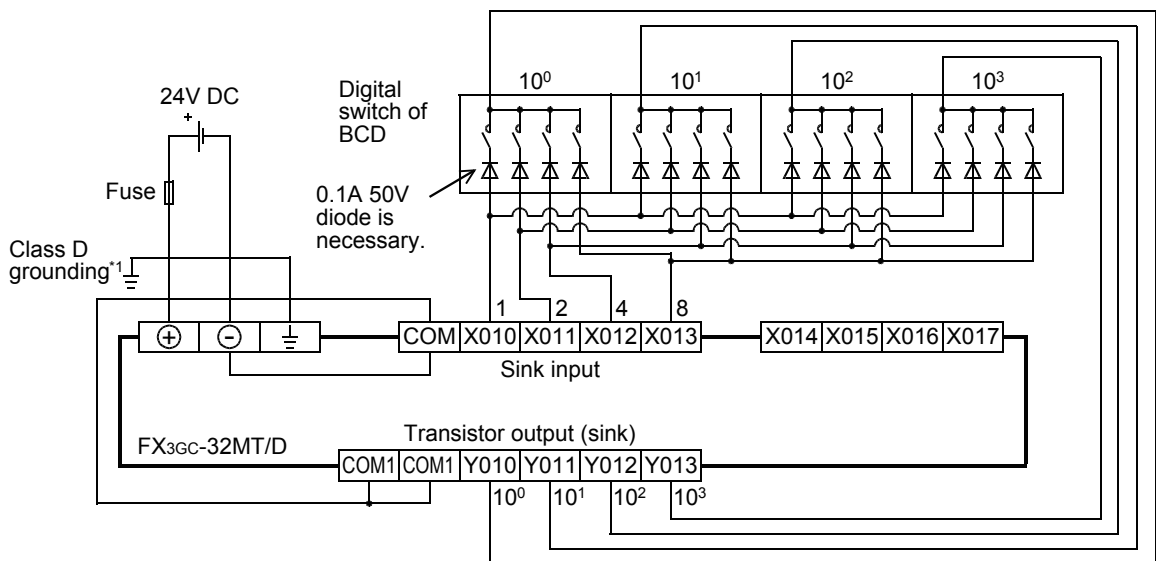 10⁰ 10¹ 10² 10³
24V DC
+
Digital
switch of
BCD
Fuse
0.1A 50V
diode is
necessary.
Class D
grounding*1
1 2 4 8
+ - COM X010 X011 X012 X013 X014 X015 X016 X017
Sink input
FX3GC-32MT/D
Transistor output (sink)
COM1 COM1 Y010 Y011 Y012 Y013
10⁰ 10¹ 10² 10³